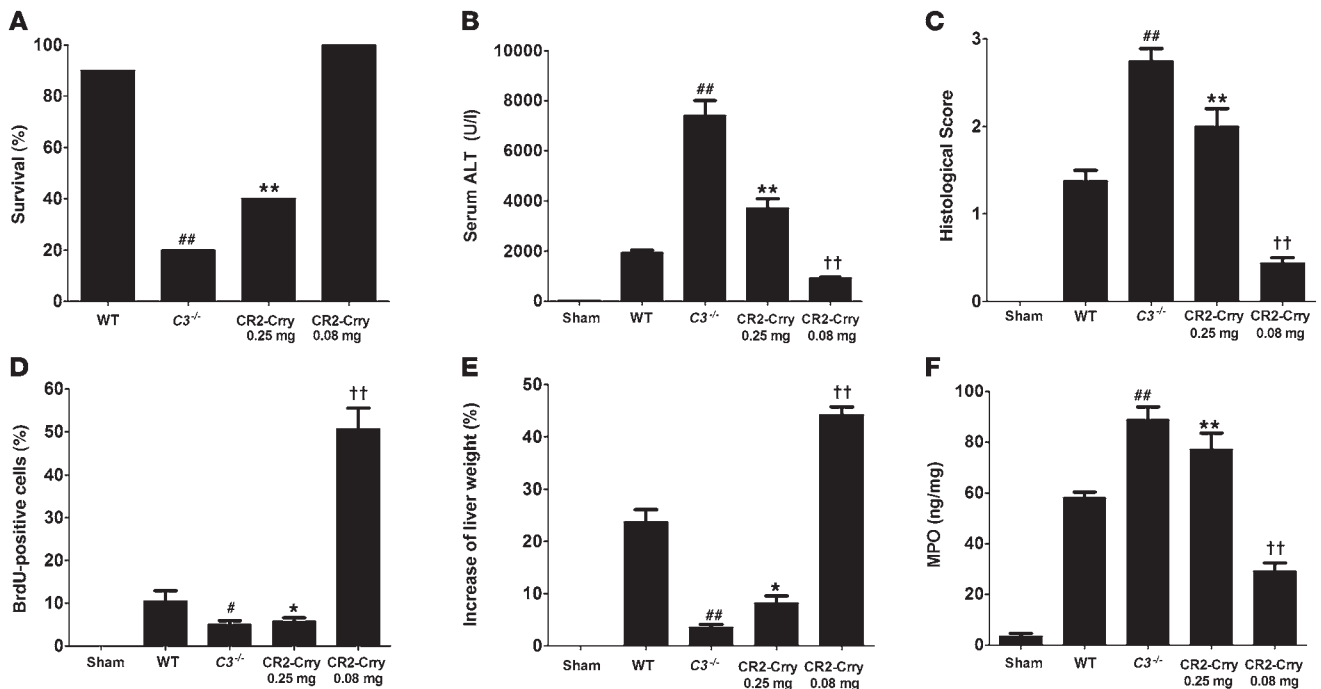 A
Survival (%)
100
80
60
40
20
0
##
**
WT
C3-/-
CR2-Crry
0.25 mg
CR2-Crry
0.08 mg
B
Serum ALT (U/l)
10000
8000
6000
4000
2000
0
##
**
††
Sham
WT
C3-/-
CR2-Crry
0.25 mg
CR2-Crry
0.08 mg
C
Histological Score
3
2
1
0
##
**
††
Sham
WT
C3-/-
CR2-Crry
0.25 mg
CR2-Crry
0.08 mg
D
BrdU-positive cells (%)
60
50
40
30
20
10
0
#
*
††
Sham
WT
C3-/-
CR2-Crry
0.25 mg
CR2-Crry
0.08 mg
E
Increase of liver weight (%)
50
40
30
20
10
0
##
*
††
Sham
WT
C3-/-
CR2-Crry
0.25 mg
CR2-Crry
0.08 mg
F
MPO (ng/mg)
100
80
60
40
20
0
##
**
††
Sham
WT
C3-/-
CR2-Crry
0.25 mg
CR2-Crry
0.08 mg